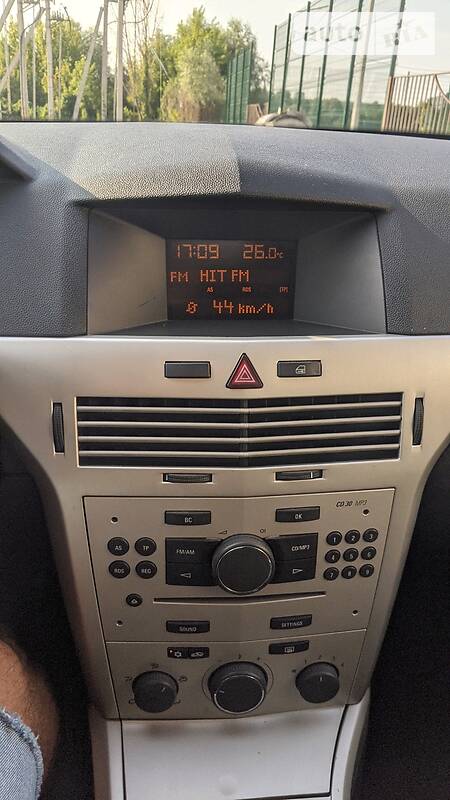 auto RIA
17:09 26.0°C
FM HIT FM
AS RDS [TP]
Ø 44 km/h
BC OK
CD 30 MP3
AS TP FM/AM CD/MP3 1 2 3
4 5 6
RDS REG 7 8 9
SOUND SETTINGS